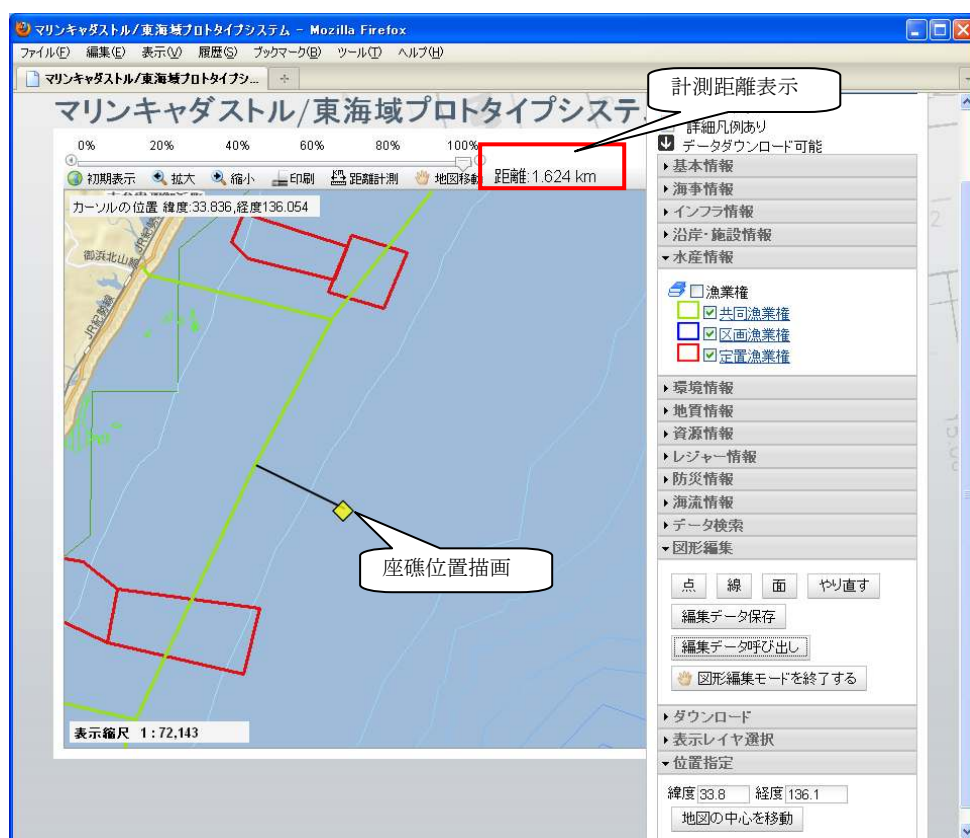 マリンキャダストル/東海域プロトタイプシステム - Mozilla Firefox
ファイル(F) 編集(E) 表示(V) 履歴(S) ブックマーク(B) ツール(T) ヘルプ(H)
マリンキャダストル/東海域プロトタイプシ...
計測距離表示
マリンキャダストル/東海域プロトタイプシステ
詳細凡例あり
データダウンロード可能
0% 20% 40% 60% 80% 100%
初期表示 拡大 縮小 印刷 距離計測 地図移動 距離:1.624 km
カーソルの位置 緯度:33.836,経度136.054
御浜北山線
JR紀勢線
JR紀勢線
座礁位置描画
表示縮尺 1:72,143
基本情報
海事情報
インフラ情報
沿岸・施設情報
水産情報
漁業権
共同漁業権
区画漁業権
定置漁業権
環境情報
地質情報
資源情報
レジャー情報
防災情報
海流情報
データ検索
図形編集
点 線 面 やり直す
編集データ保存
編集データ呼び出し
図形編集モードを終了する
ダウンロード
表示レイヤ選択
位置指定
緯度 33.8 経度 136.1
地図の中心を移動